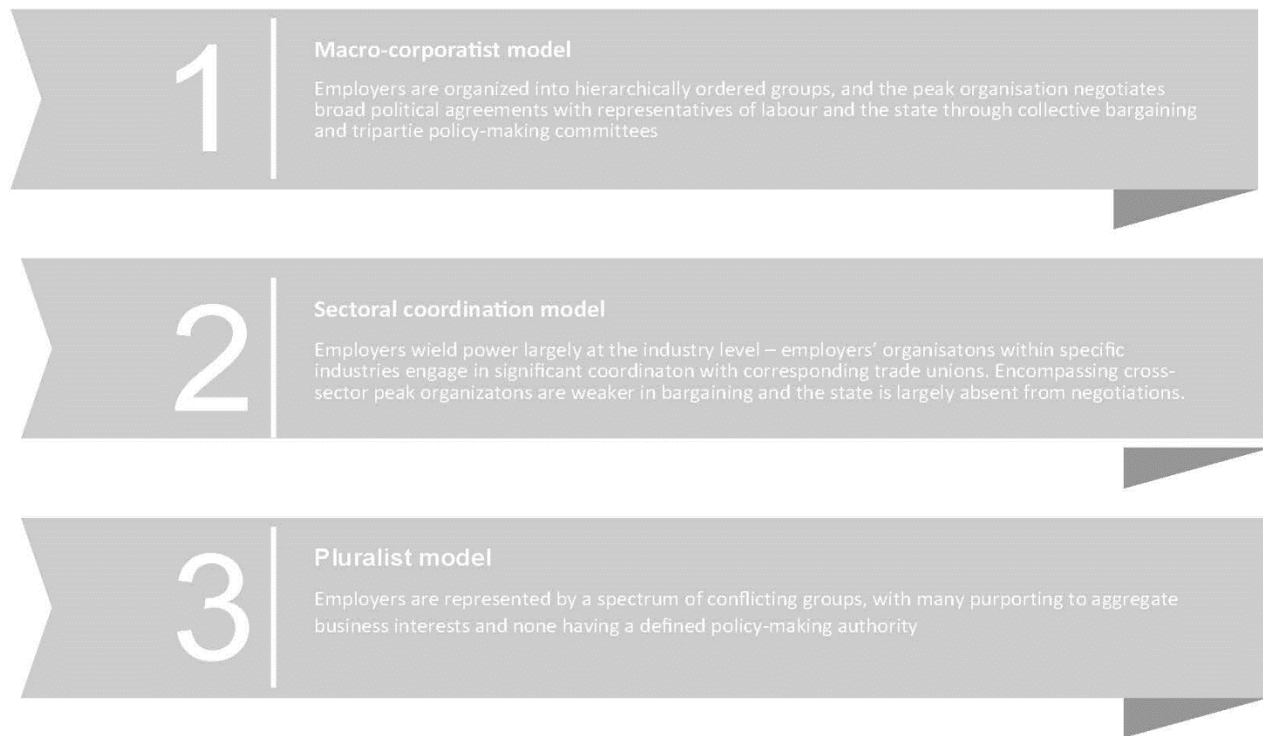 1
Macro-corporatist model
Employers are organized into hierarchically ordered groups, and the peak organisation negotiates
broad political agreements with representatives of labour and the state through collective bargaining
and tripartie policy-making committees
2
Sectoral coordination model
Employers wield power largely at the industry level – employers’ organisatons within specific
industries engage in significant coordinaton with corresponding trade unions. Encompassing cross-
sector peak organizatons are weaker in bargaining and the state is largely absent from negotiations.
3
Pluralist model
Employers are represented by a spectrum of conflicting groups, with many purporting to aggregate
business interests and none having a defined policy-making authority